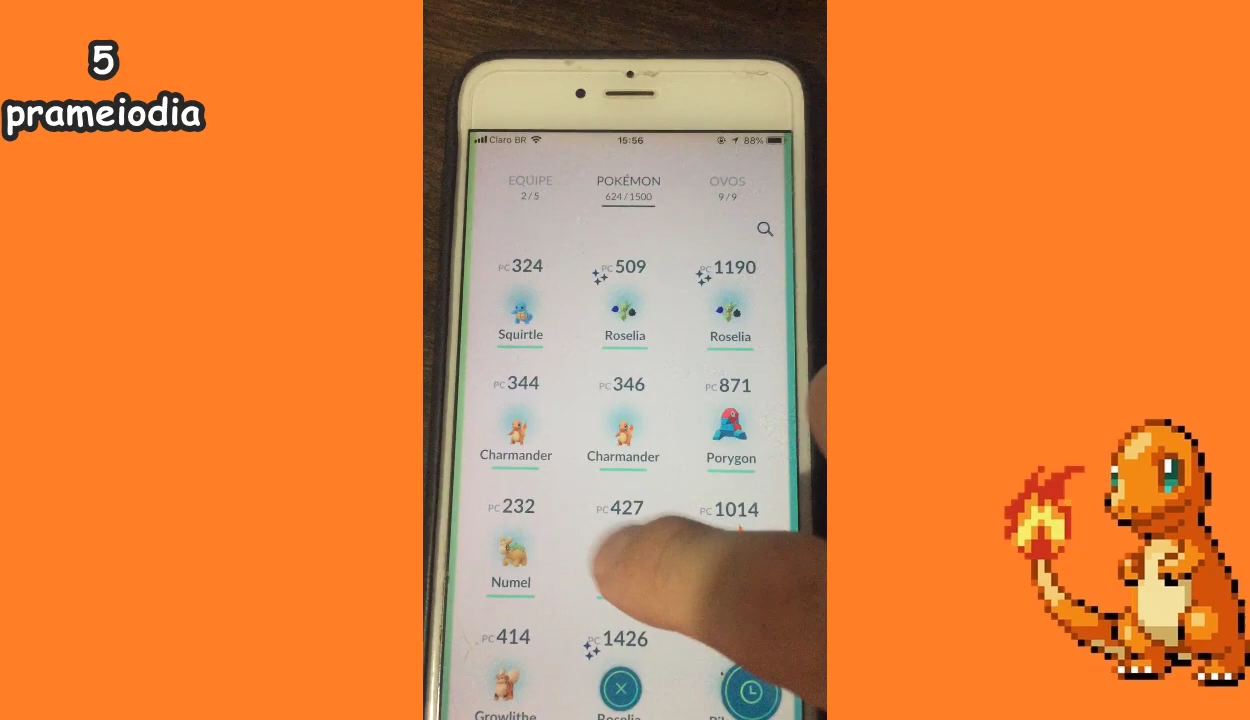 5
prameiodia
Claro BR 15:56 88%
EQUIPE POKÉMON OVOS
2/5 624/1500 9/9
PC324 PC509 PC1190
Squirtle Roselia Roselia
PC344 PC346 PC871
Charmander Charmander Porygon
PC232 PC427 PC1014
Numel
PC414 PC1426
Growlithe Roselia